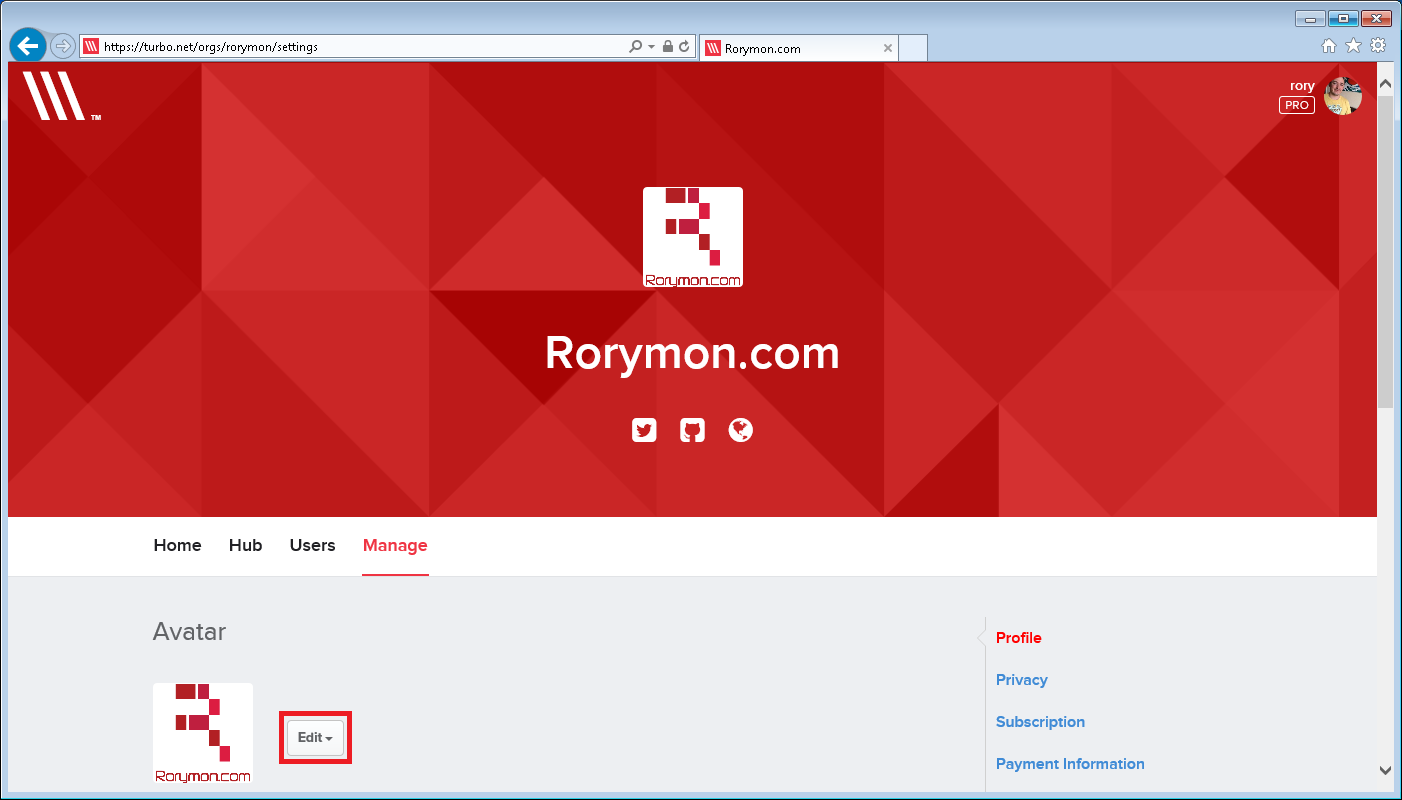 https://turbo.net/orgs/rorymon/settings
Rorymon.com
TM
rory
PRO
Rorymon.com
Rorymon.com
Home Hub Users Manage
Avatar
Rorymon.com
Edit
Profile
Privacy
Subscription
Payment Information